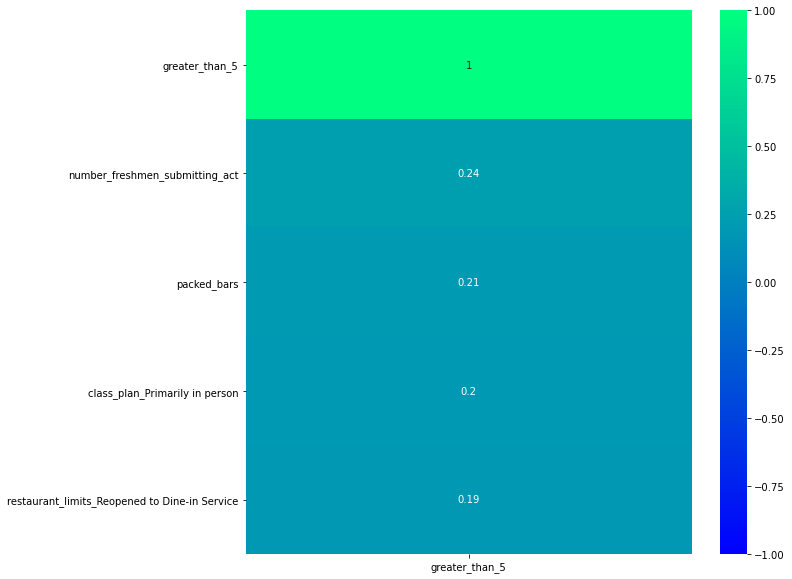 greater_than_5
number_freshmen_submitting_act
packed_bars
class_plan_Primarily in person
restaurant_limits_Reopened to Dine-in Service
1
0.24
0.21
0.2
0.19
greater_than_5
1.00
0.75
0.50
0.25
0.00
−0.25
−0.50
−0.75
−1.00